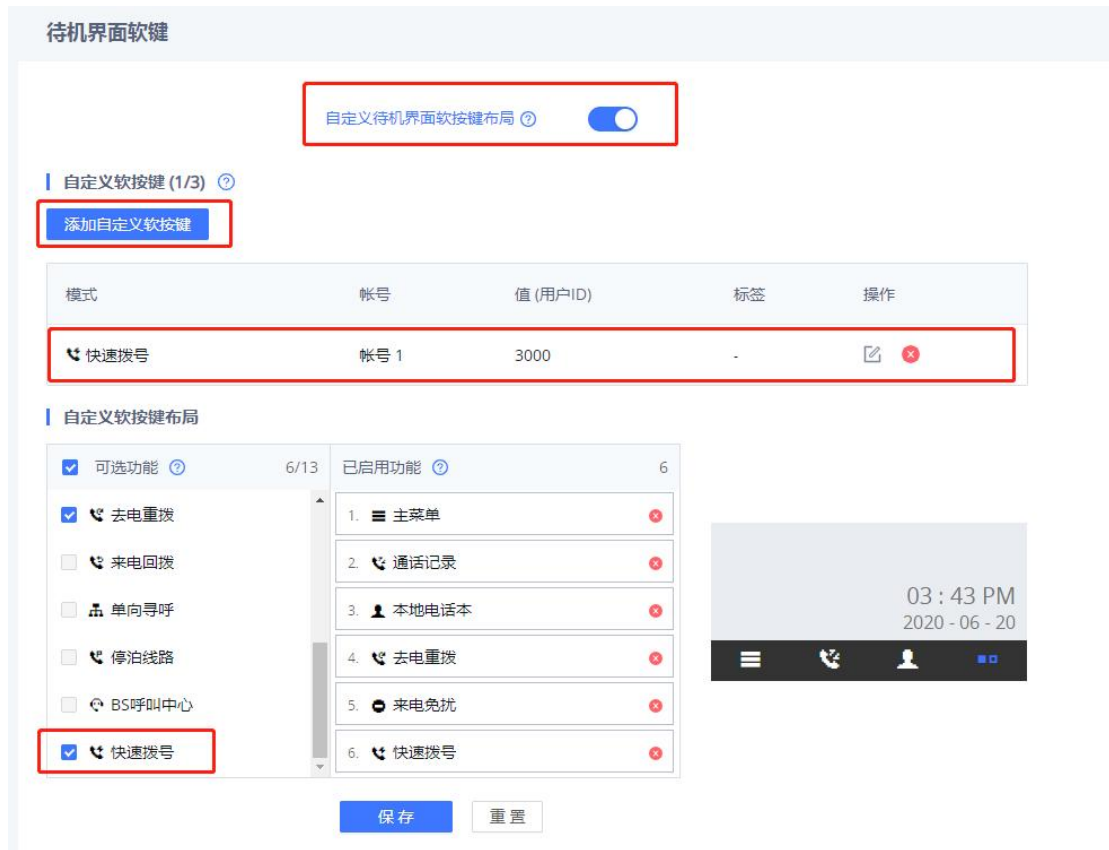 待机界面软键
自定义待机界面软按键布局
自定义软按键 (1/3)
添加自定义软按键
模式 帐号 值 (用户ID) 标签 操作
快速拨号 帐号 1 3000 -
自定义软按键布局
可选功能 6/13 已启用功能 6
去电重拨 1. 主菜单
来电回拨 2. 通话记录
单向寻呼 3. 本地电话本
停泊线路 4. 去电重拨
BS呼叫中心 5. 来电免扰
快速拨号 6. 快速拨号
03 : 43 PM
2020 - 06 - 20
保存 重置